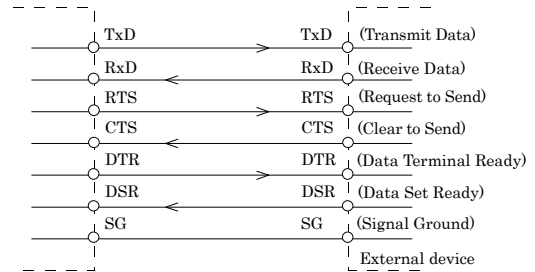 TxD TxD (Transmit Data)
RxD RxD (Receive Data)
RTS RTS (Request to Send)
CTS CTS (Clear to Send)
DTR DTR (Data Terminal Ready)
DSR DSR (Data Set Ready)
SG SG (Signal Ground)
External device